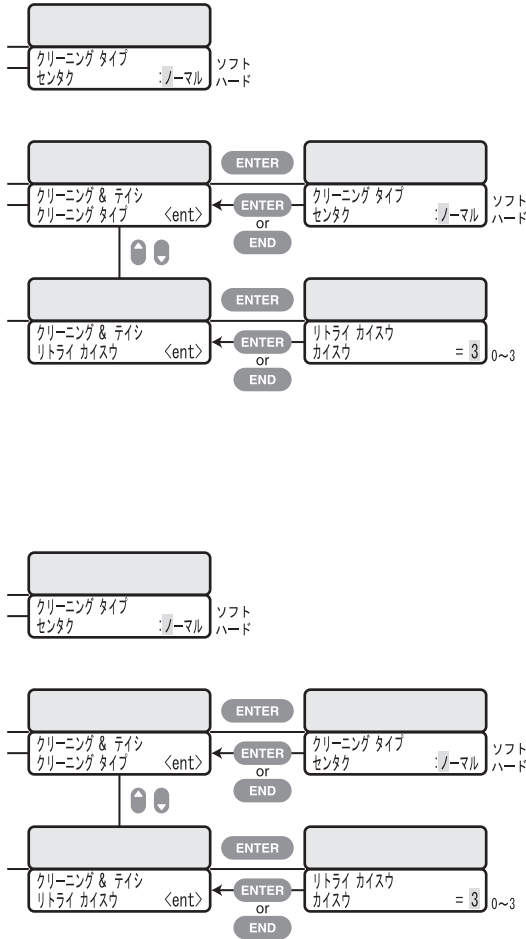 クリーニング タイプ
センタク :ノーマル
ソフト
ハード
ENTER
クリーニング & テイシ
クリーニング タイプ <ent>
ENTER
or
END
クリーニング タイプ
センタク :ノーマル
ソフト
ハード
ENTER
クリーニング & テイシ
リトライ カイスウ <ent>
ENTER
or
END
リトライ カイスウ
カイスウ = 3
0~3
クリーニング タイプ
センタク :ノーマル
ソフト
ハード
ENTER
クリーニング & テイシ
クリーニング タイプ <ent>
ENTER
or
END
クリーニング タイプ
センタク :ノーマル
ソフト
ハード
ENTER
クリーニング & テイシ
リトライ カイスウ <ent>
ENTER
or
END
リトライ カイスウ
カイスウ = 3
0~3